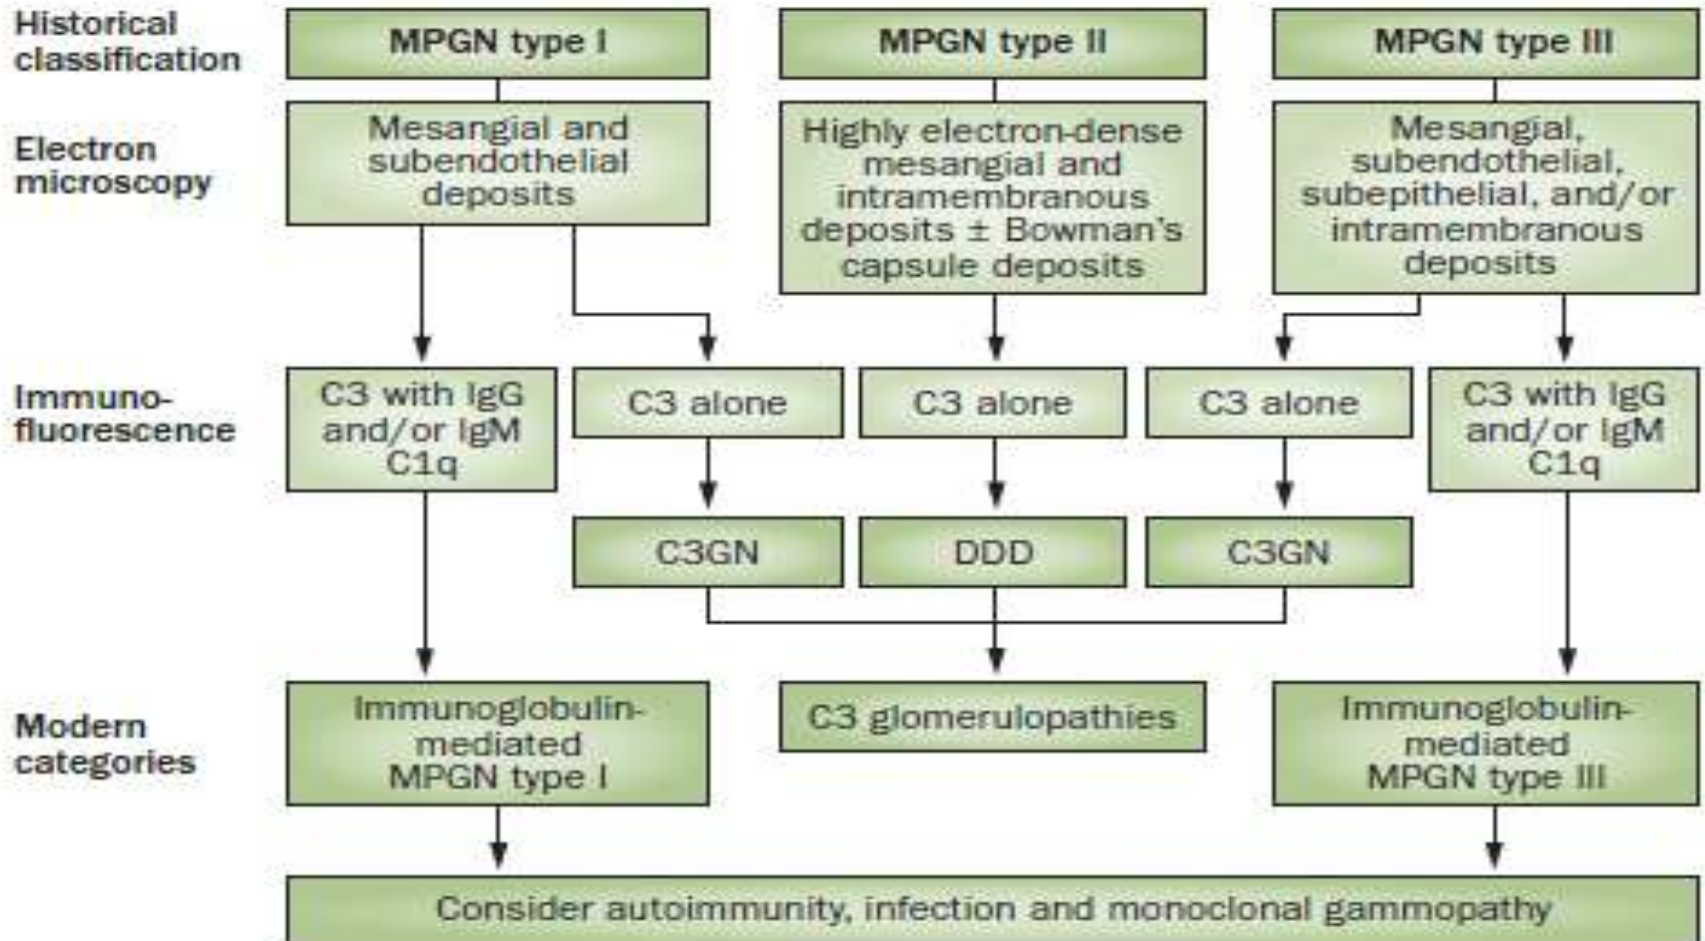 Historical
classification
MPGN type I
MPGN type II
MPGN type III
Electron
microscopy
Mesangial and
subendothelial
deposits
Highly electron-dense
mesangial and
intramembranous
deposits ± Bowman's
capsule deposits
Mesangial,
subendothelial,
subepithelial, and/or
intramembranous
deposits
Immuno-
fluorescence
C3 with IgG
and/or IgM
C1q
C3 alone
C3 alone
C3 alone
C3 with IgG
and/or IgM
C1q
C3GN
DDD
C3GN
Modern
categories
Immunoglobulin-
mediated
MPGN type I
C3 glomerulopathies
Immunoglobulin-
mediated
MPGN type III
Consider autoimmunity, infection and monoclonal gammopathy